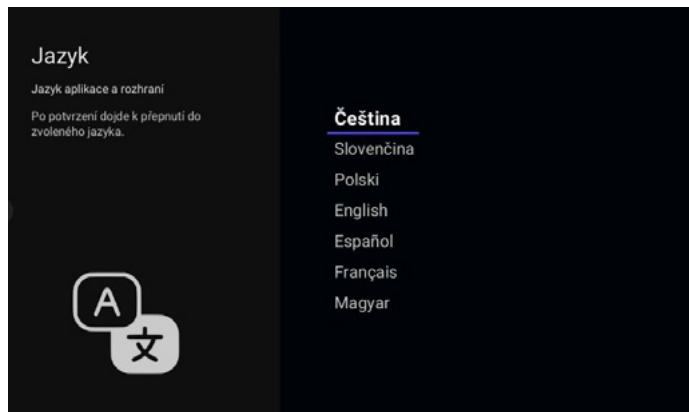 Jazyk
Jazyk aplikace a rozhraní
Po potvrzení dojde k přepnutí do
zvoleného jazyka.
A
文
Čeština
Slovenčina
Polski
English
Español
Français
Magyar